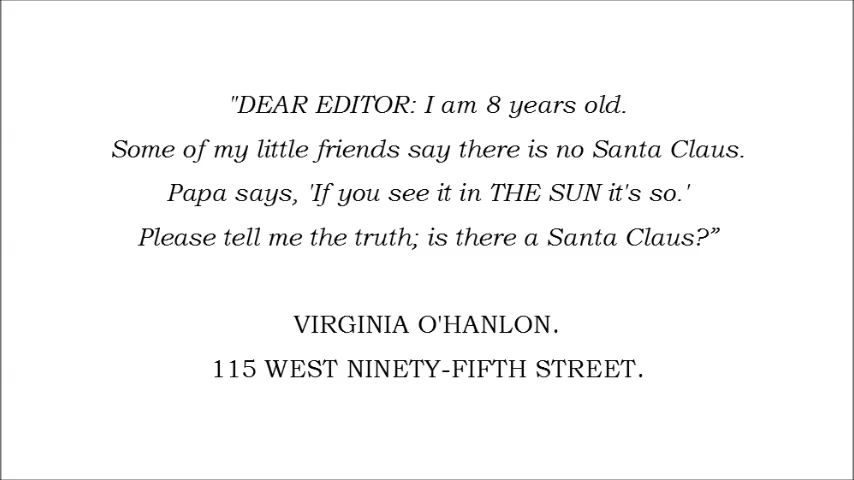 "DEAR EDITOR: I am 8 years old.
Some of my little friends say there is no Santa Claus.
Papa says, 'If you see it in THE SUN it's so.'
Please tell me the truth; is there a Santa Claus?”
VIRGINIA O'HANLON.
115 WEST NINETY-FIFTH STREET.